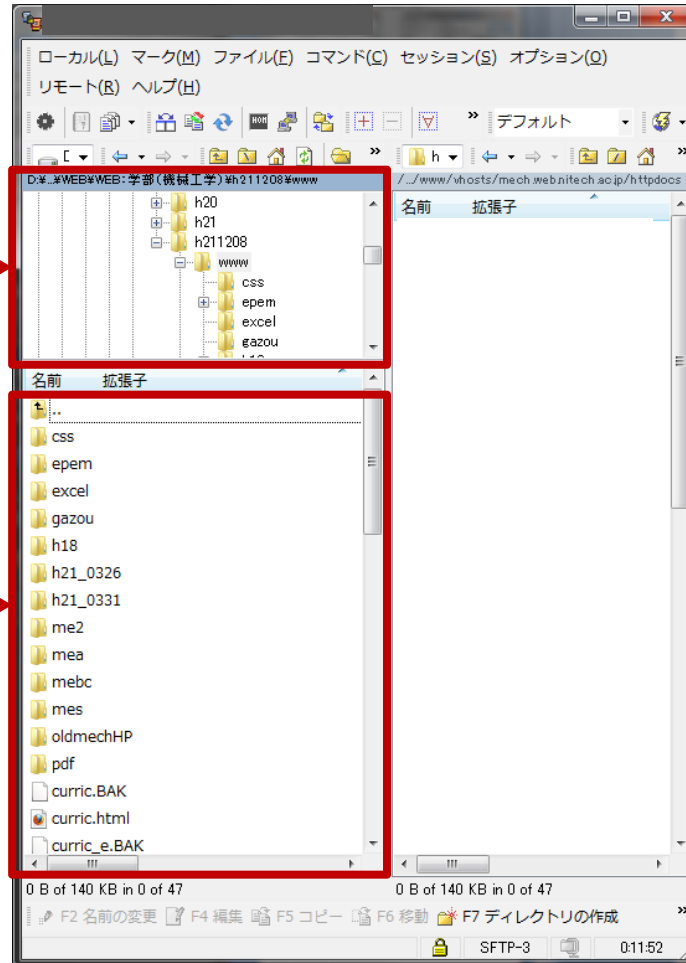 ローカル(L) マーク(M) ファイル(F) コマンド(C) セッション(S) オプション(O)
リモート(R) ヘルプ(H)
デフォルト
h
D:¥...¥WEB¥WEB:学部(機械工学)¥h211208¥www
/.../www/vhosts/mech.web.nitech.ac.jp/httpdocs
h20
h21
h211208
www
css
epem
excel
gazou
名前 拡張子
名前 拡張子
..
css
epem
excel
gazou
h18
h21_0326
h21_0331
me2
mea
mebc
mes
oldmechHP
pdf
curric.BAK
curric.html
curric_e.BAK
0 B of 140 KB in 0 of 47
0 B of 140 KB in 0 of 47
F2 名前の変更 F4 編集 F5 コピー F6 移動 F7 ディレクトリの作成
SFTP-3 0:11:52